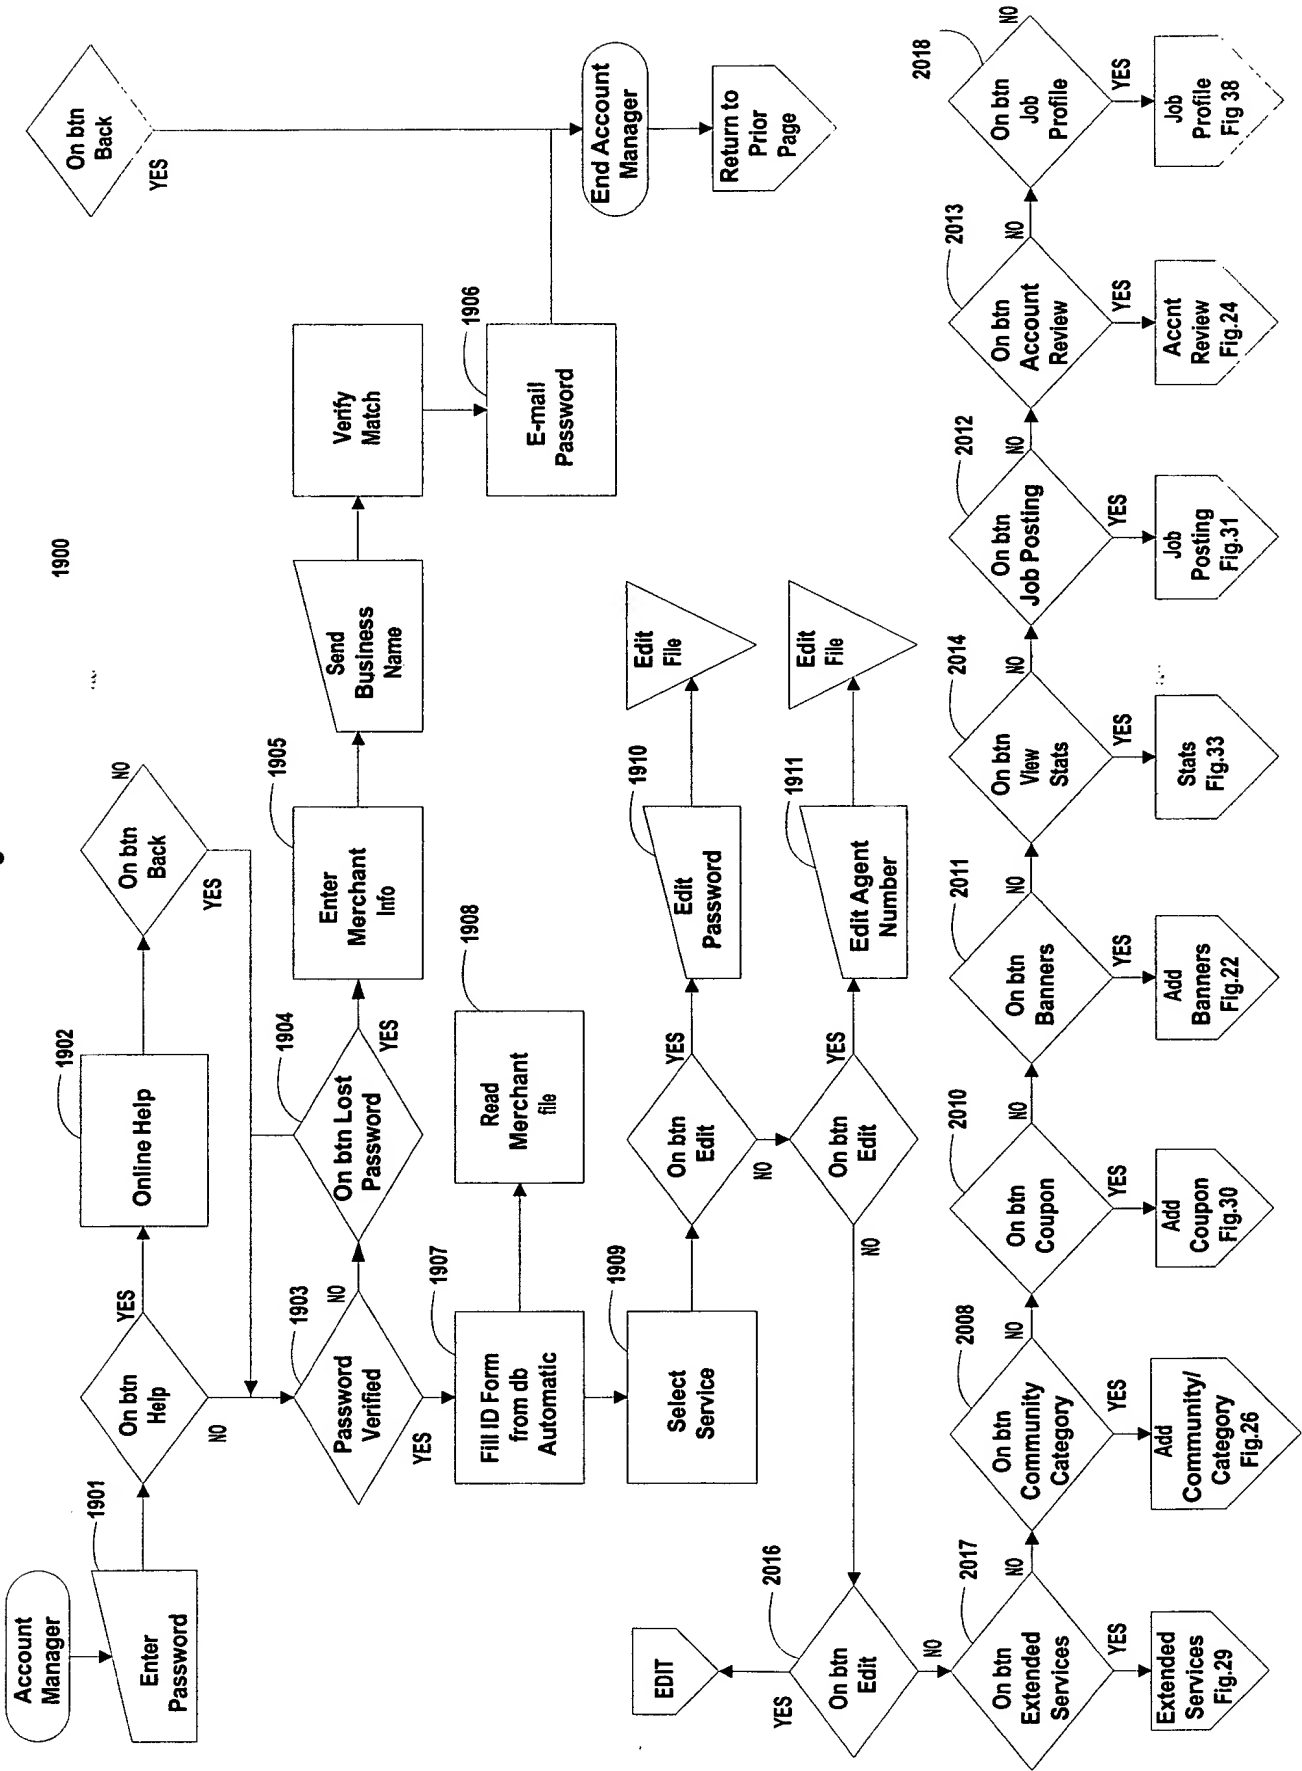 1900
Account
Manager
1901
Enter
Password
On btn
Help
YES
NO
1902
Online Help
On btn
Back
NO
YES
1903
Password
Verified
NO
YES
1904
On btn Lost
Password
YES
1905
Enter
Merchant
Info
Send
Business
Name
Verify
Match
1906
E-mail
Password
On btn
Back
YES
End Account
Manager
Return to
Prior
Page
1907
Fill ID Form
from db
Automatic
1908
Read
Merchant
file
1909
Select
Service
On btn
Edit
YES
NO
1910
Edit
Password
Edit
File
On btn
Edit
YES
NO
1911
Edit Agent
Number
Edit
File
2016
On btn
Edit
YES
NO
EDIT
2017
On btn
Extended
Services
NO
YES
Extended
Services
Fig.29
2008
On btn
Community
Category
NO
YES
Add
Community/
Category
Fig.26
2010
On btn
Coupon
NO
YES
Add
Coupon
Fig.30
2011
On btn
Banners
NO
YES
Add
Banners
Fig.22
2014
On btn
View
Stats
NO
YES
Stats
Fig.33
2012
On btn
Job Posting
NO
YES
Job
Posting
Fig.31
2013
On btn
Account
Review
NO
YES
Accnt
Review
Fig.24
2018
On btn
Job
Profile
NO
YES
Job
Profile
Fig 38